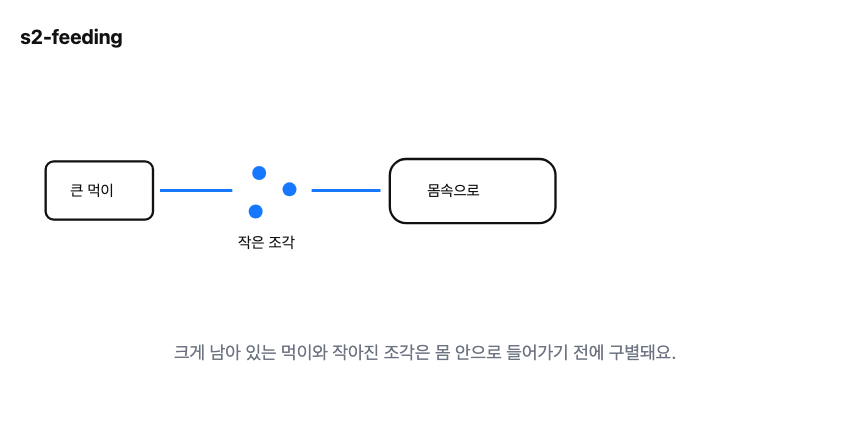 s2-feeding
큰 먹이
몸속으로
작은 조각
크게 남아 있는 먹이와 작아진 조각은 몸 안으로 들어가기 전에 구별돼요.